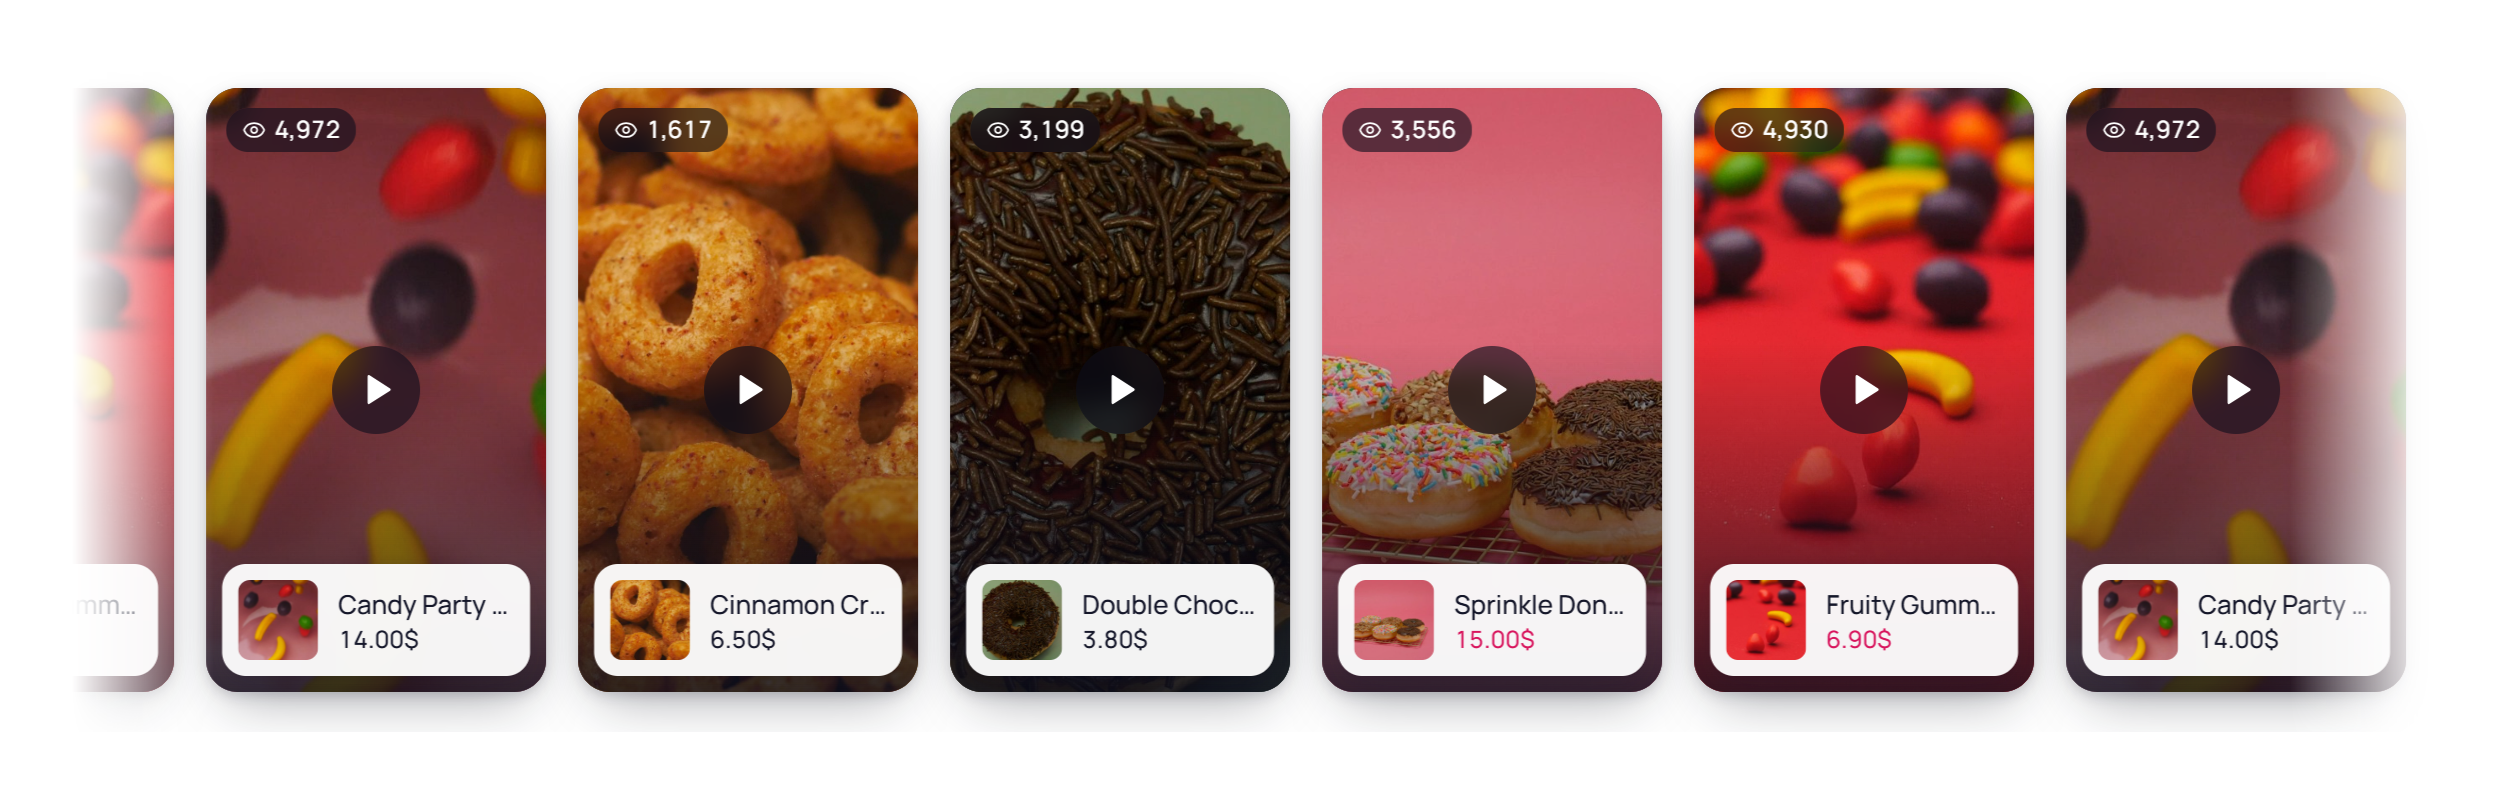 4,972
1,617
3,199
3,556
4,930
4,972
mm...
Candy Party ...
14.00$
Cinnamon Cr...
6.50$
Double Choc...
3.80$
Sprinkle Don...
15.00$
Fruity Gumm...
6.90$
Candy Party ...
14.00$